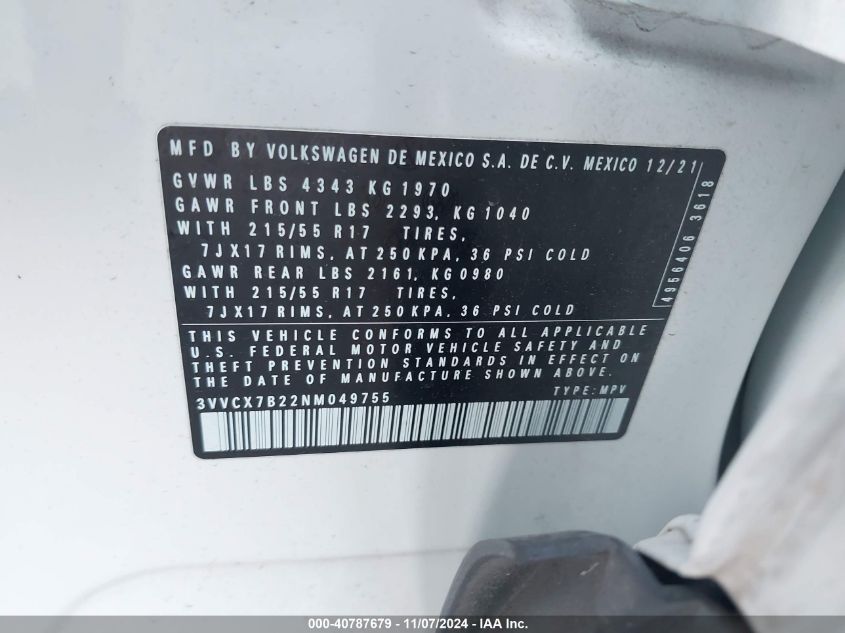 MFD BY VOLKSWAGEN DE MEXICO S.A. DE C.V. MEXICO 12/21
GVWR LBS 4343 KG 1970
GAWR FRONT LBS 2293, KG 1040
WITH 215/55 R17 TIRES,
7JX17 RIMS, AT 250 KPA, 36 PSI COLD
GAWR REAR LBS 2161, KG 0980
WITH 215/55 R17 TIRES,
7JX17 RIMS, AT 250 KPA, 36 PSI COLD
4956406 3618
THIS VEHICLE CONFORMS TO ALL APPLICABLE
U.S. FEDERAL MOTOR VEHICLE SAFETY AND
THEFT PREVENTION STANDARDS IN EFFECT ON
THE DATE OF MANUFACTURE SHOWN ABOVE.
3VVCX7B22NM049755 TYPE: MPV
000-40787679 - 11/07/2024 - IAA Inc.